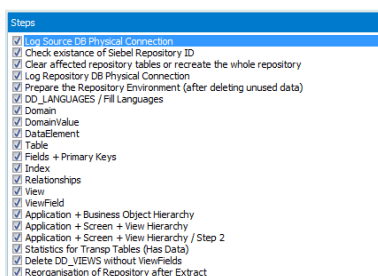 Steps
Log Source DB Physical Connection
Check existance of Siebel Repository ID
Clear affected repository tables or recreate the whole repository
Log Repository DB Physical Connection
Prepare the Repository Environment (after deleting unused data)
DD_LANGUAGES / Fill Languages
Domain
DomainValue
DataElement
Table
Fields + Primary Keys
Index
Relationships
View
ViewField
Application + Business Object Hierarchy
Application + Screen + View Hierarchy
Application + Screen + View Hierarchy / Step 2
Statistics for Transp Tables (Has Data)
Delete DD_VIEWS without ViewFields
Reorganisation of Repository after Extract